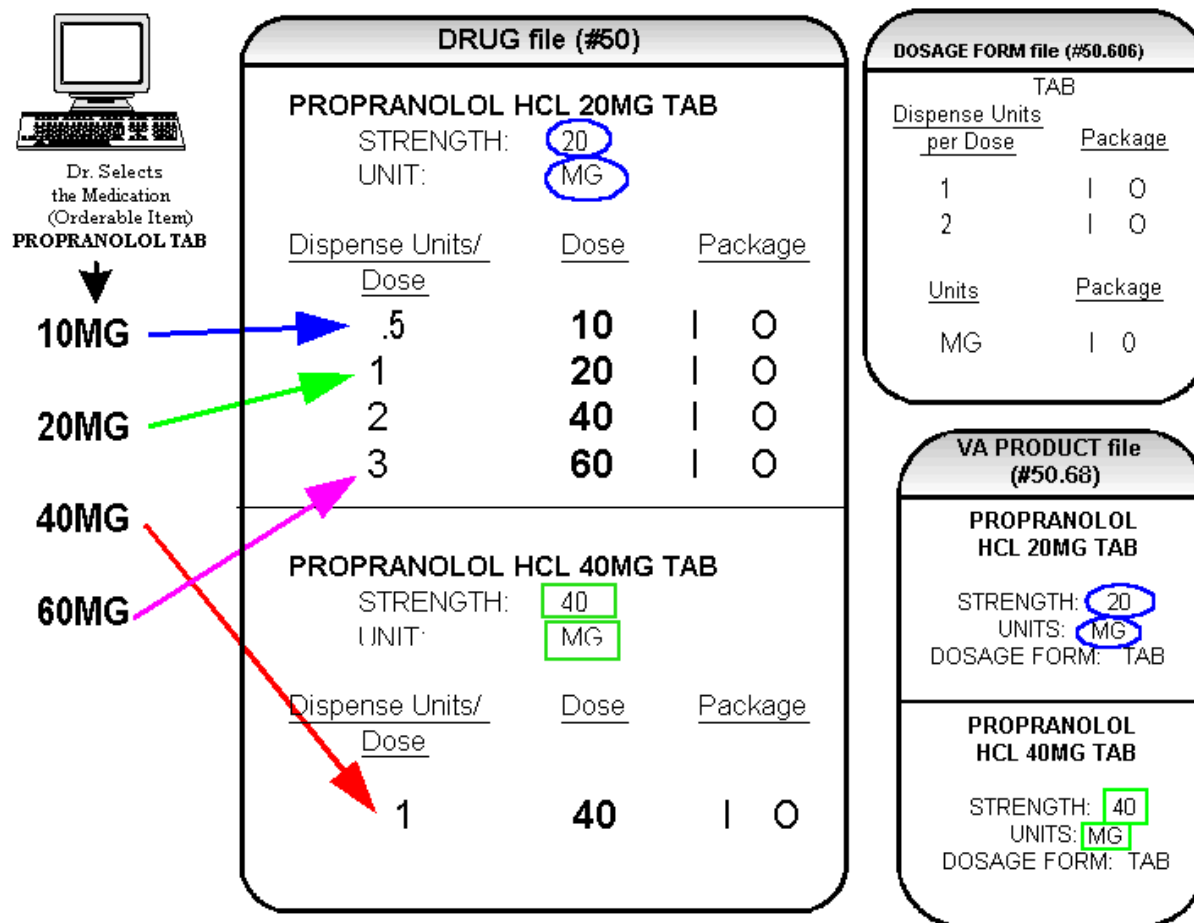 Dr. Selects
the Medication
(Orderable Item)
PROPRANOLOL TAB
10MG
20MG
40MG
60MG
DRUG file (#50)
PROPRANOLOL HCL 20MG TAB
STRENGTH: 20
UNIT: MG
Dispense Units/ Dose Package
Dose
.5 10 I O
1 20 I O
2 40 I O
3 60 I O
PROPRANOLOL HCL 40MG TAB
STRENGTH: 40
UNIT: MG
Dispense Units/ Dose Package
Dose
1 40 I O
DOSAGE FORM file (#50.606)
TAB
Dispense Units
per Dose Package
1 I O
2 I O
Units Package
MG I 0
VA PRODUCT file
(#50.68)
PROPRANOLOL
HCL 20MG TAB
STRENGTH: 20
UNITS: MG
DOSAGE FORM: TAB
PROPRANOLOL
HCL 40MG TAB
STRENGTH: 40
UNITS: MG
DOSAGE FORM: TAB